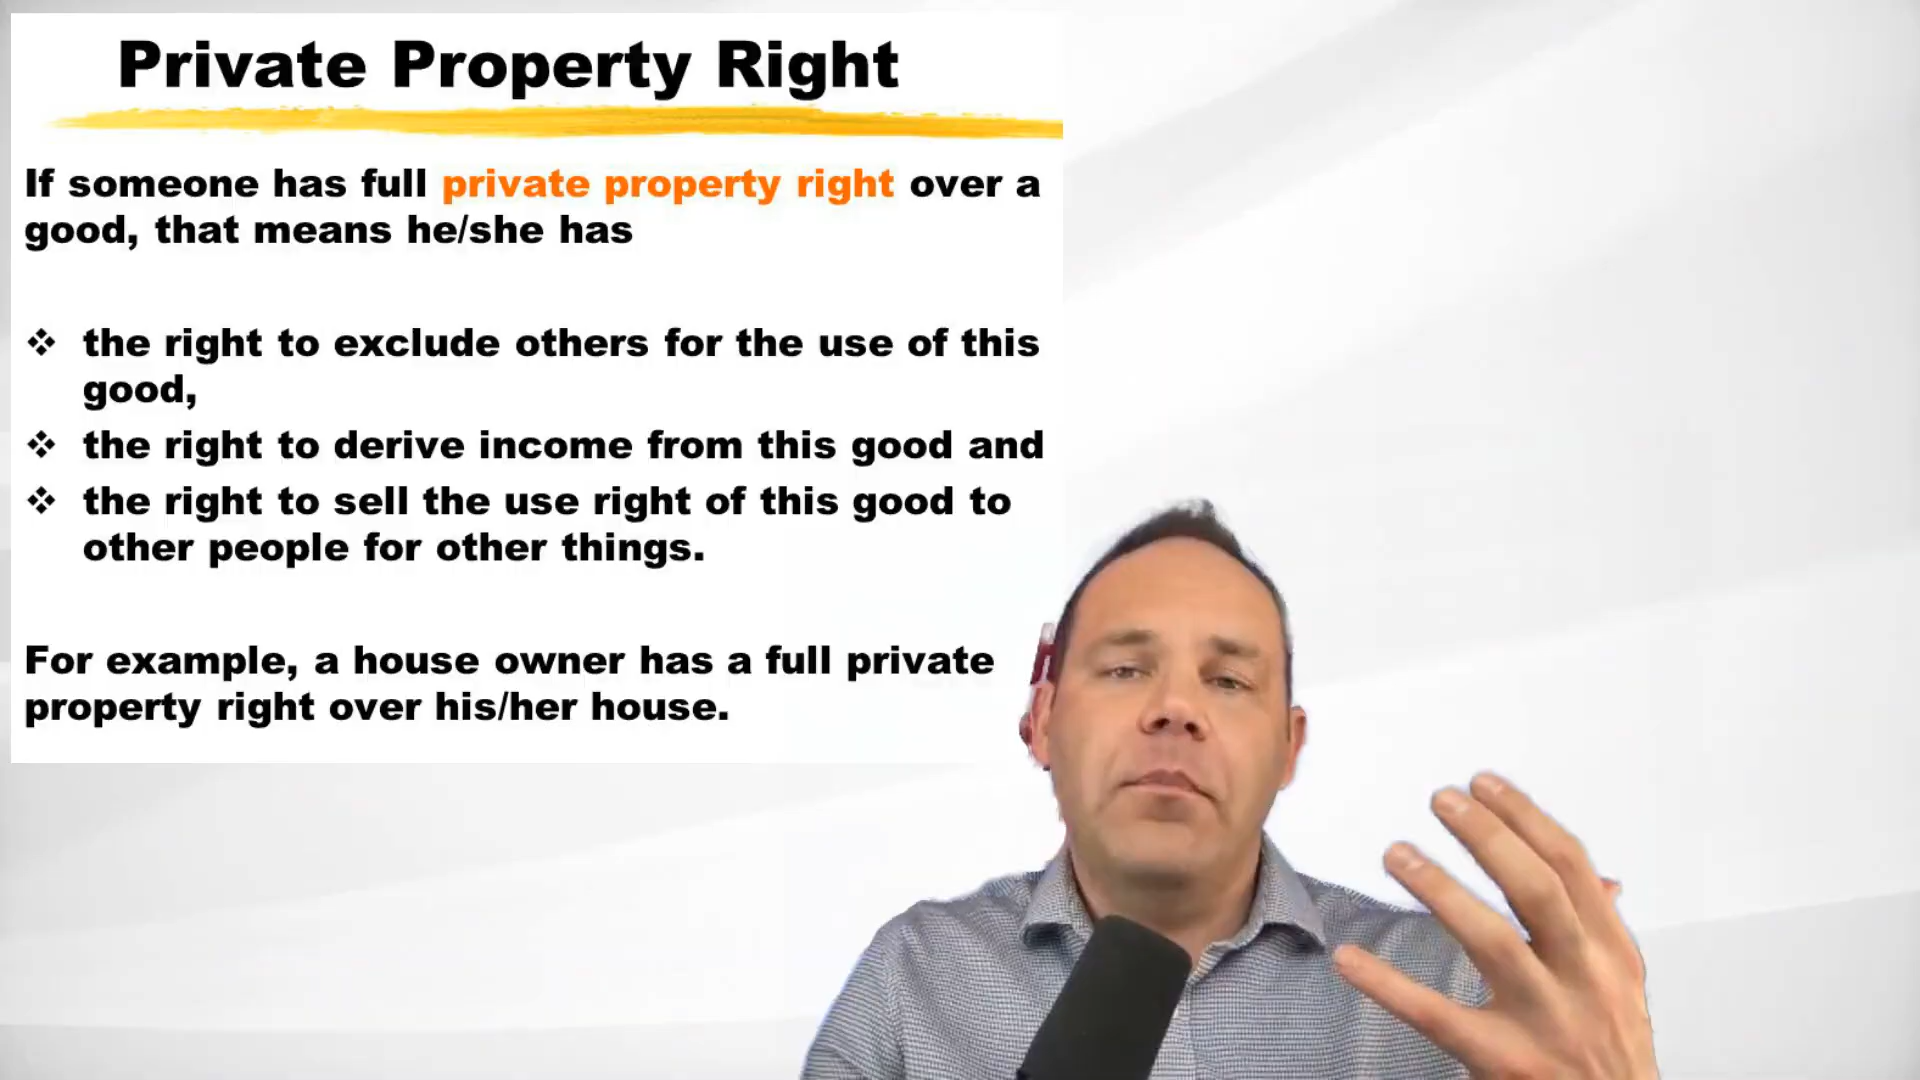 Private Property Right
If someone has full private property right over a
good, that means he/she has
❖ the right to exclude others for the use of this
good,
❖ the right to derive income from this good and
❖ the right to sell the use right of this good to
other people for other things.
For example, a house owner has a full private
property right over his/her house.